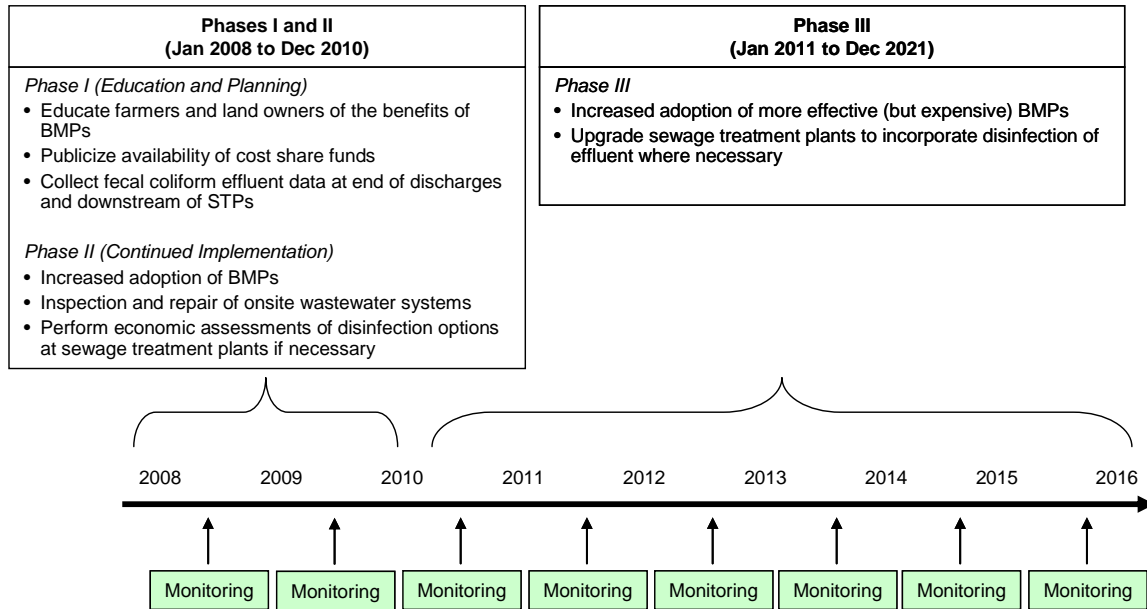 Phases I and II
(Jan 2008 to Dec 2010)
Phase I (Education and Planning)
• Educate farmers and land owners of the benefits of
BMPs
• Publicize availability of cost share funds
• Collect fecal coliform effluent data at end of discharges
and downstream of STPs
Phase II (Continued Implementation)
• Increased adoption of BMPs
• Inspection and repair of onsite wastewater systems
• Perform economic assessments of disinfection options
at sewage treatment plants if necessary
Phase III
(Jan 2011 to Dec 2021)
Phase III
• Increased adoption of more effective (but expensive) BMPs
• Upgrade sewage treatment plants to incorporate disinfection of
effluent where necessary
2008 2009 2010 2011 2012 2013 2014 2015 2016
Monitoring Monitoring Monitoring Monitoring Monitoring Monitoring Monitoring Monitoring